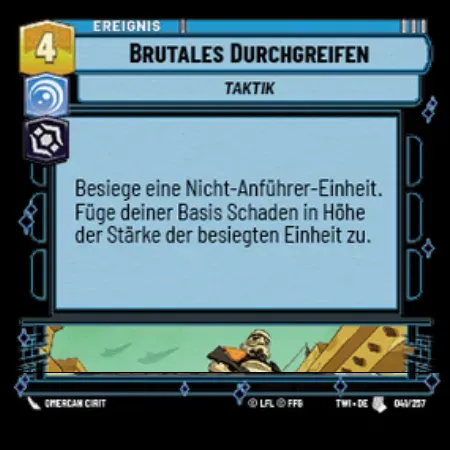 EREIGNIS
4
BRUTALES DURCHGREIFEN
TAKTIK
Besiege eine Nicht-Anführer-Einheit.
Füge deiner Basis Schaden in Höhe
der Stärke der besiegten Einheit zu.
OMERCAN CIRIT
© LFL © FFG
TWI • DE
041/257